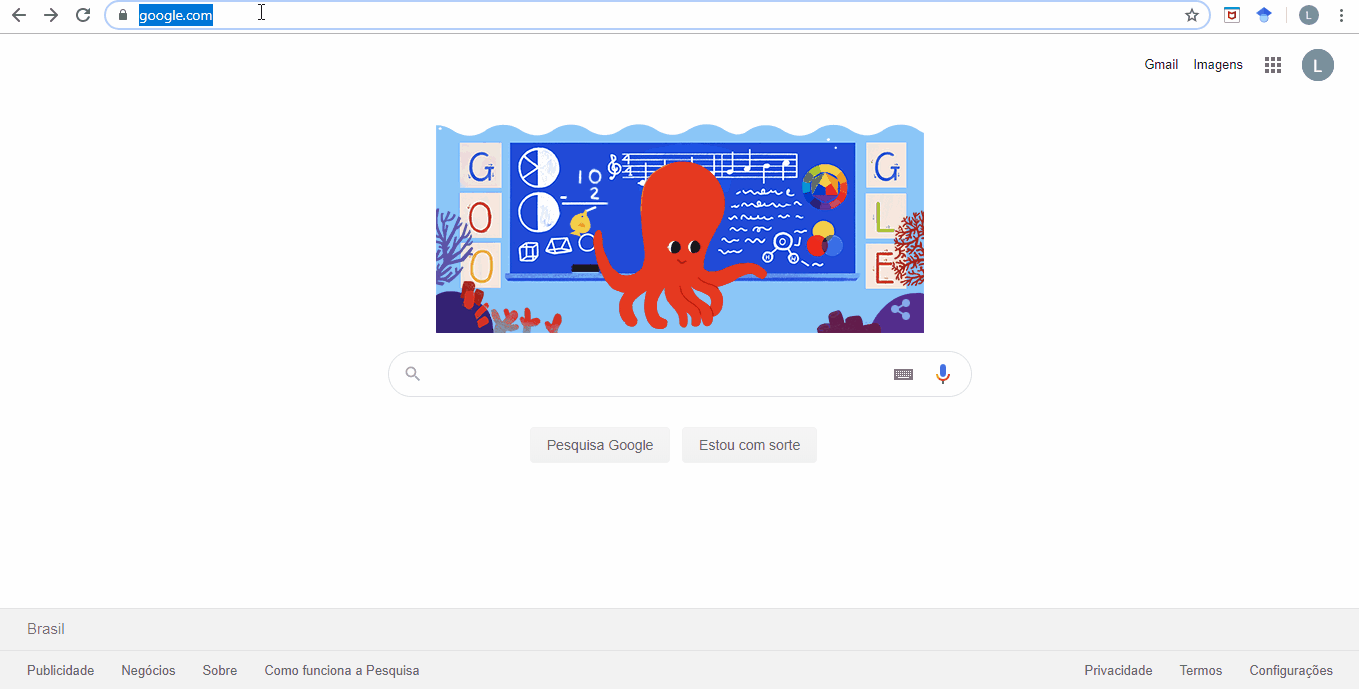 google.com
L
Gmail Imagens
L
G
O
O
10
- 2
G
L
E
Pesquisa Google Estou com sorte
Brasil
Publicidade Negócios Sobre Como funciona a Pesquisa
Privacidade Termos Configurações